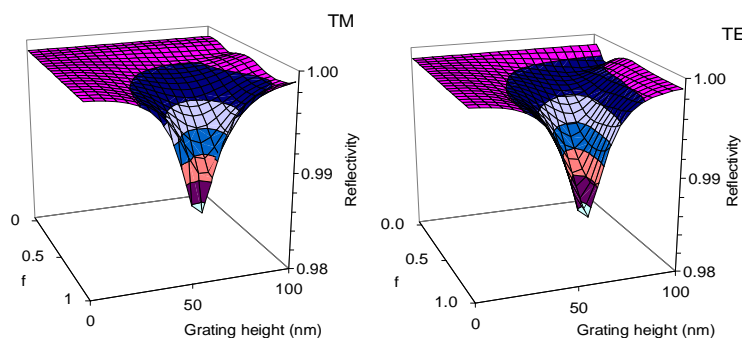 TM
1.00
0.99
0.98
Reflectivity
0
0.5
1
f
0
50
100
Grating height (nm)
TE
1.00
0.99
0.98
Reflectivity
0.0
0.5
1.0
f
0
50
100
Grating height (nm)